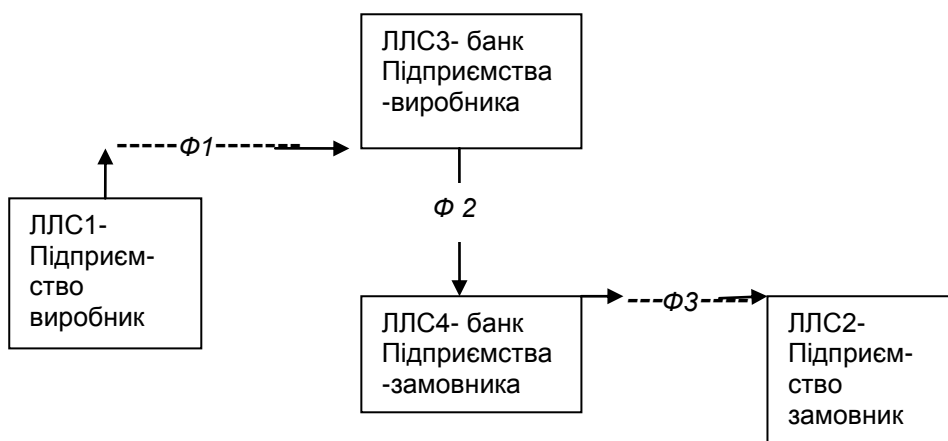 ЛЛС3- банк
Підприємства
-виробника
Ф1
ЛЛС1-
Підприєм-
ство
виробник
Ф 2
ЛЛС4- банк
Підприємства
-замовника
Ф3
ЛЛС2-
Підприєм-
ство
замовник